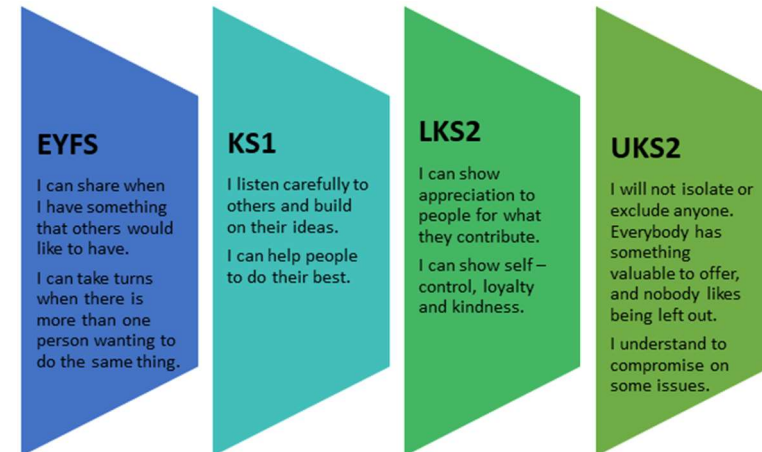 EYFS
I can share when
I have something
that others would
like to have.
I can take turns
when there is
more than one
person wanting to
do the same thing.
KS1
I listen carefully to
others and build
on their ideas.
I can help people
to do their best.
LKS2
I can show
appreciation to
people for what
they contribute.
I can show self –
control, loyalty
and kindness.
UKS2
I will not isolate or
exclude anyone.
Everybody has
something
valuable to offer,
and nobody likes
being left out.
I understand to
compromise on
some issues.